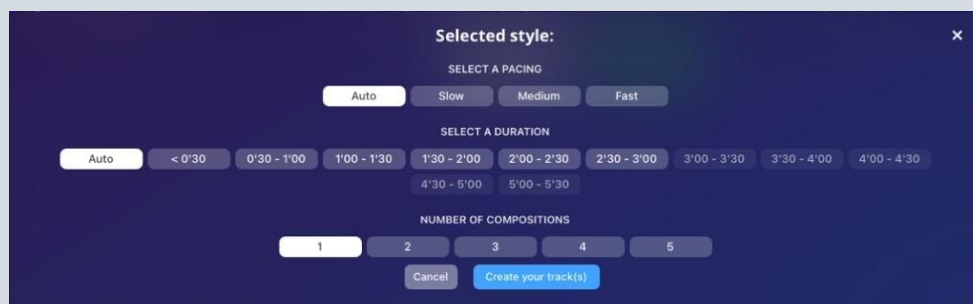 Selected style:
×
SELECT A PACING
Auto Slow Medium Fast
SELECT A DURATION
Auto < 0'30 0'30 - 1'00 1'00 - 1'30 1'30 - 2'00 2'00 - 2'30 2'30 - 3'00 3'00 - 3'30 3'30 - 4'00 4'00 - 4'30
4'30 - 5'00 5'00 - 5'30
NUMBER OF COMPOSITIONS
1 2 3 4 5
Cancel Create your track(s)